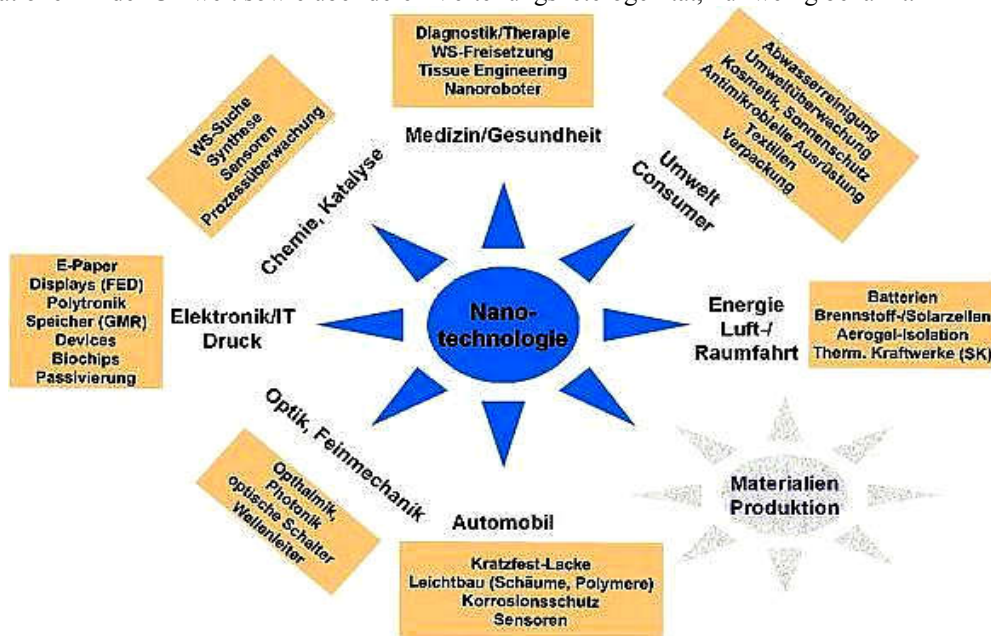 Diagnostik/Therapie
WS-Freisetzung
Tissue Engineering
Nanoroboter
Medizin/Gesundheit
Abwasserreinigung
Umweltüberwachung
Kosmetik, Sonnenschutz
Antimikrobielle Ausrüstung
Textilien
Verpackung
Umwelt
Consumer
WS-Suche
Synthese
Sensoren
Prozessüberwachung
Chemie, Katalyse
E-Paper
Displays (FED)
Polytronik
Speicher (GMR)
Devices
Biochips
Passivierung
Elektronik/IT
Druck
Nano-
technologie
Energie
Luft-/
Raumfahrt
Batterien
Brennstoff-/Solarzellen
Aerogel-Isolation
Therm. Kraftwerke (SK)
Optik, Feinmechanik
Opthalmik,
Photonik
optische Schalter
Wellenleiter
Automobil
Kratzfest-Lacke
Leichtbau (Schäume, Polymere)
Korrosionsschutz
Sensoren
Materialien
Produktion